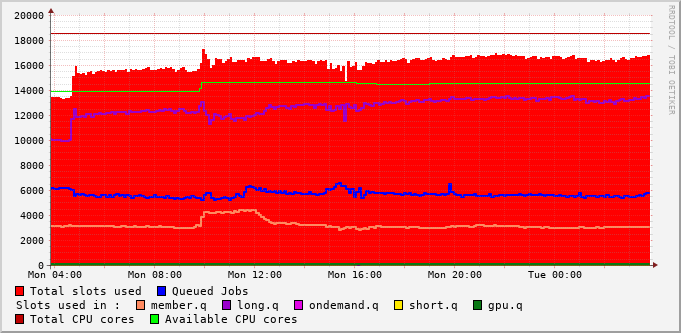 20000
18000
16000
14000
12000
10000
8000
6000
4000
2000
0
Mon 04:00 Mon 08:00 Mon 12:00 Mon 16:00 Mon 20:00 Tue 00:00
Total slots used Queued Jobs
Slots used in : member.q long.q ondemand.q short.q gpu.q
Total CPU cores Available CPU cores
RRDTOOL / TOBI OETIKER